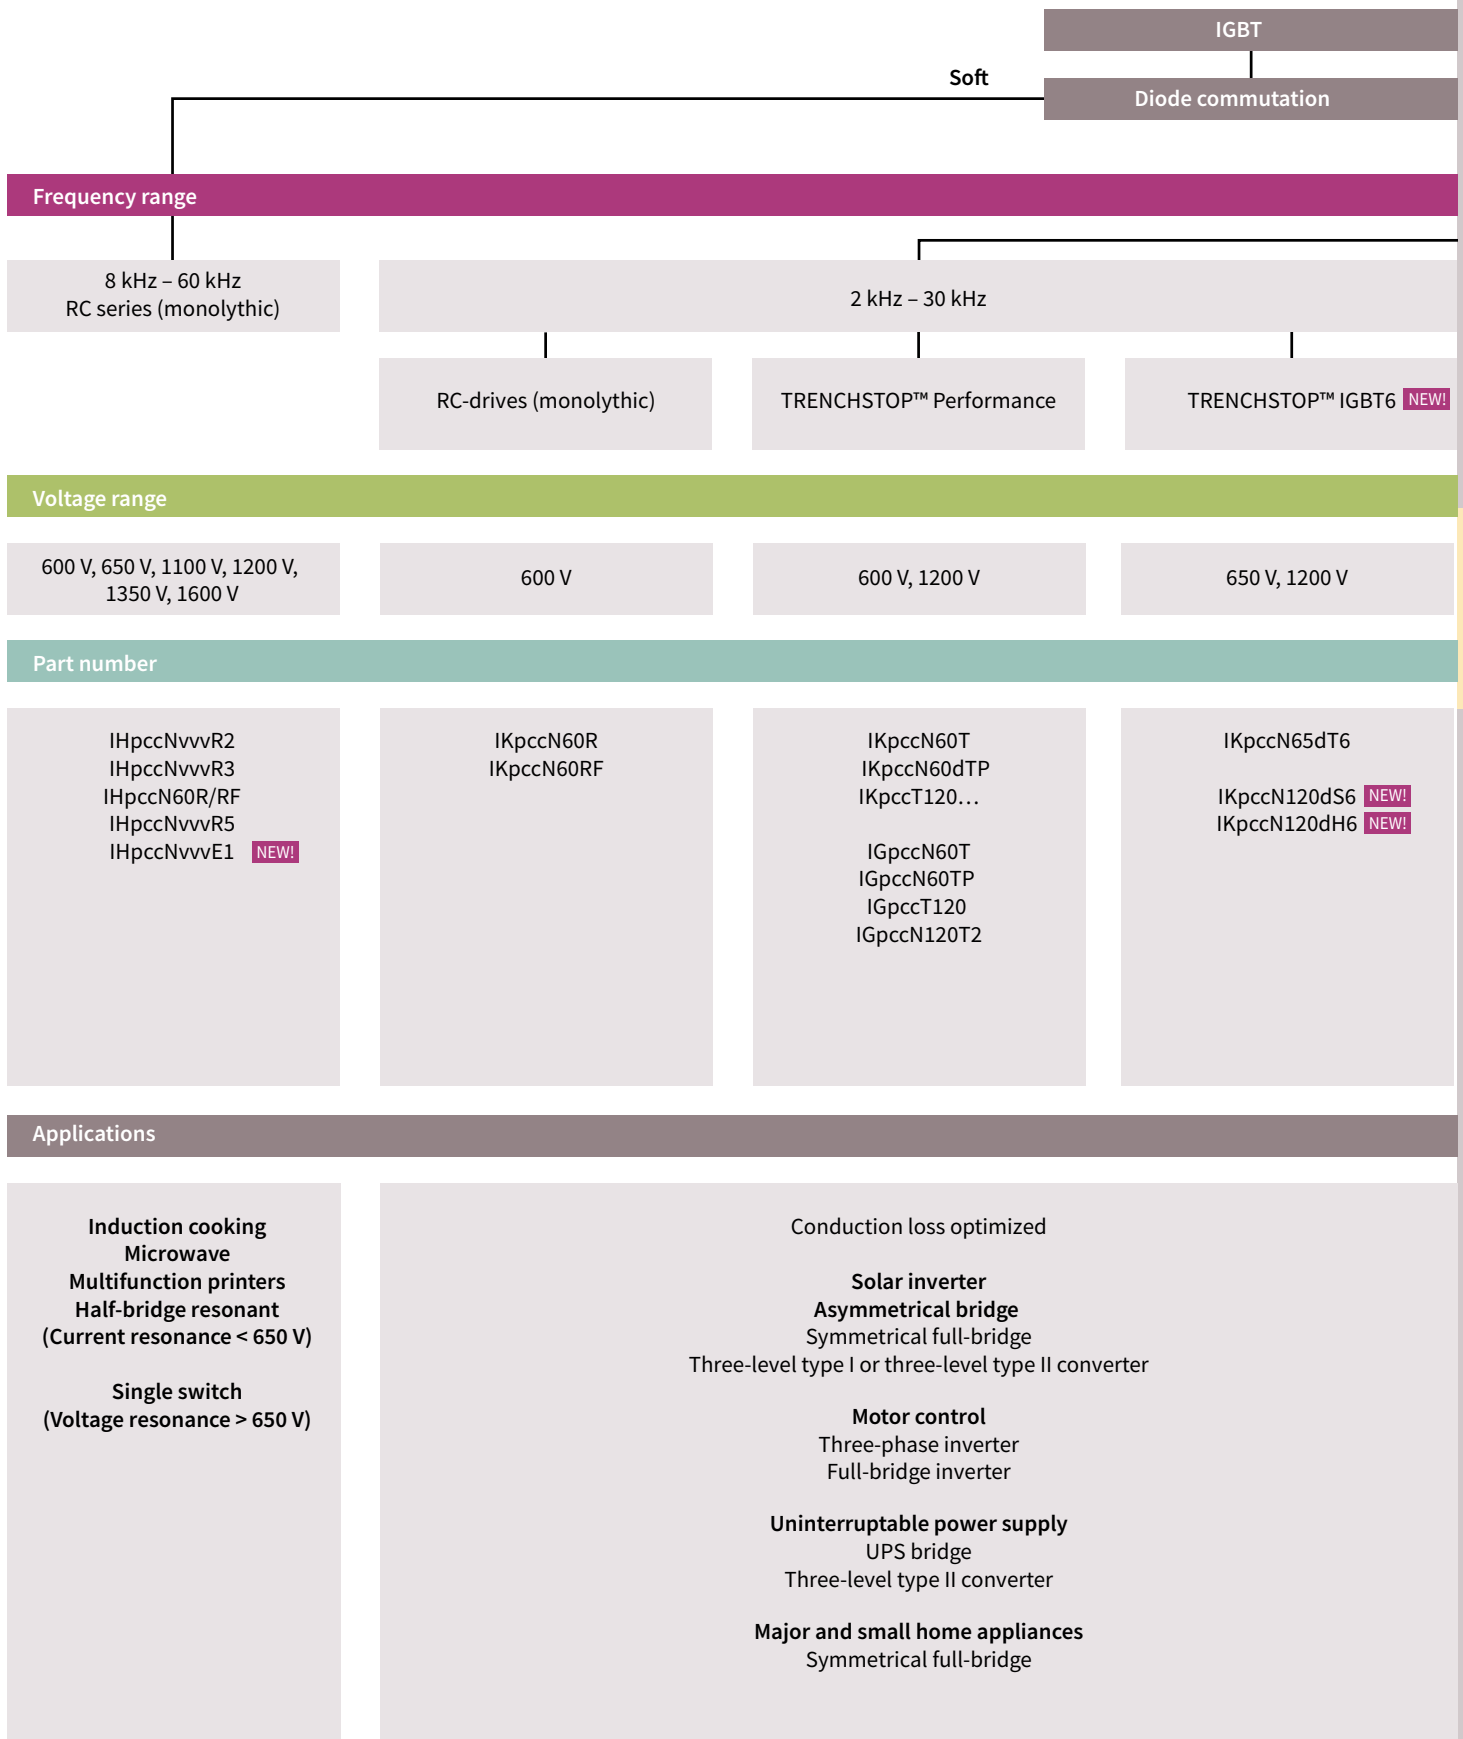 IGBT
Soft
Diode commutation
Frequency range
8 kHz – 60 kHz
RC series (monolythic)
2 kHz – 30 kHz
RC-drives (monolythic)
TRENCHSTOP™ Performance
TRENCHSTOP™ IGBT6 NEW!
Voltage range
600 V, 650 V, 1100 V, 1200 V,
1350 V, 1600 V
600 V
600 V, 1200 V
650 V, 1200 V
Part number
IHpccNvvvR2
IHpccNvvvR3
IHpccN60R/RF
IHpccNvvvR5
IHpccNvvvE1 NEW!
IKpccN60R
IKpccN60RF
IKpccN60T
IKpccN60dTP
IKpccT120…
IGpccN60T
IGpccN60TP
IGpccT120
IGpccN120T2
IKpccN65dT6
IKpccN120dS6 NEW!
IKpccN120dH6 NEW!
Applications
Induction cooking
Microwave
Multifunction printers
Half-bridge resonant
(Current resonance < 650 V)
Single switch
(Voltage resonance > 650 V)
Conduction loss optimized
Solar inverter
Asymmetrical bridge
Symmetrical full-bridge
Three-level type I or three-level type II converter
Motor control
Three-phase inverter
Full-bridge inverter
Uninterruptable power supply
UPS bridge
Three-level type II converter
Major and small home appliances
Symmetrical full-bridge